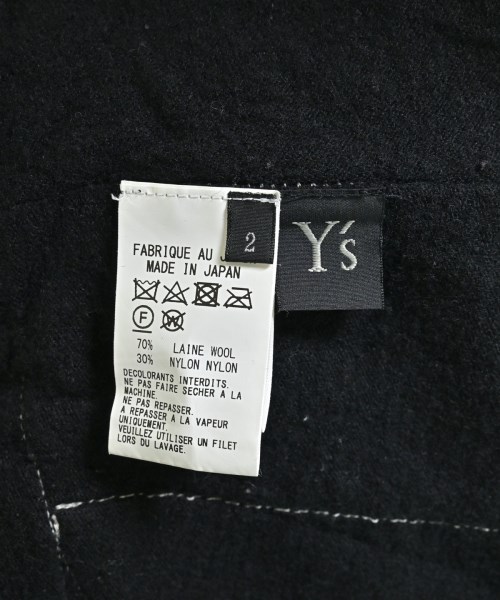 FABRIQUE AU
MADE IN JAPAN
2
Y's
F
W
70% LAINE WOOL
30% NYLON NYLON
DECOLORANTS INTERDITS.
NE PAS FAIRE SECHER A LA
MACHINE.
NE PAS REPASSER.
A REPASSER A LA VAPEUR
UNIQUEMENT.
VEUILLEZ UTILISER UN FILET
LORS DU LAVAGE.